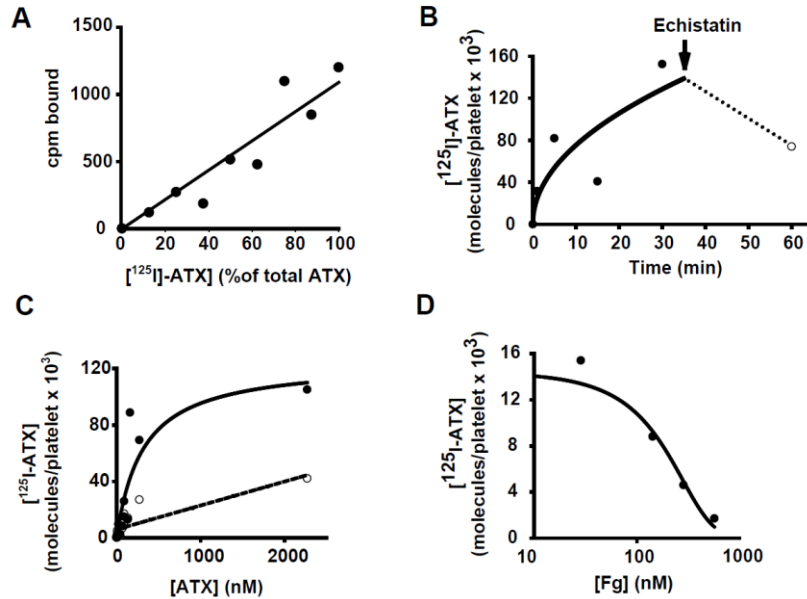 A
cpm bound
1500
1000
500
0
0 20 40 60 80 100
[¹²⁵I]-ATX] (%of total ATX)
B
Echistatin
[¹²⁵I]-ATX
(molecules/platelet x 10³)
160
120
80
40
0
0 20 40 60
Time (min)
C
[¹²⁵I-ATX]
(molecules/platelet x 10³)
120
80
40
0
0 1000 2000
[ATX] (nM)
D
[¹²⁵I-ATX]
(molecules/platelet x 10³)
16
12
8
4
0
10 100 1000
[Fg] (nM)